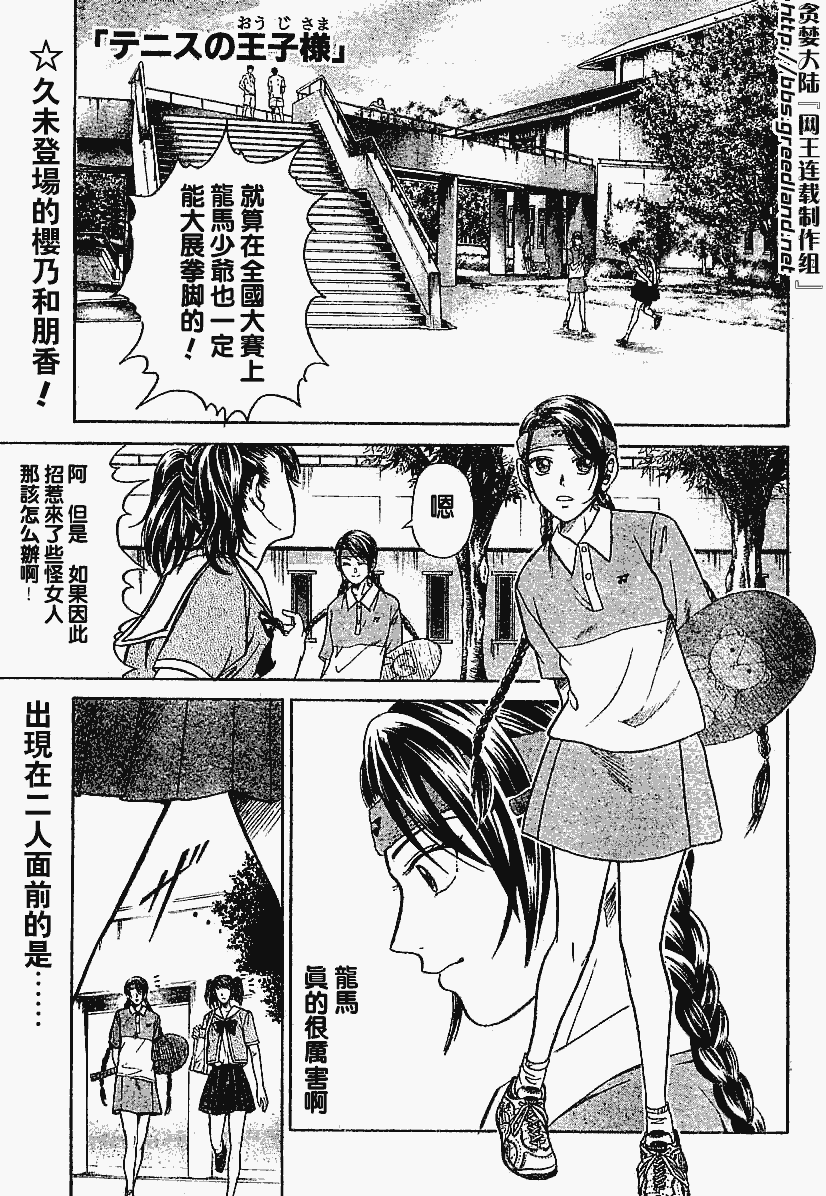 「テニスの王子様」
おうじさま
☆久未登場的櫻乃和朋香！
貪婪大陆『网王连载制作组』
http://bbs.greedland.net
就算在全國大賽上
龍馬少爺也一定
能大展拳脚的！
嗯
阿 但是 如果因此
招惹來了些怪女人
那該怎么辦啊！
龍馬
真的很厲害啊
ザッ
出現在二人面前的是……